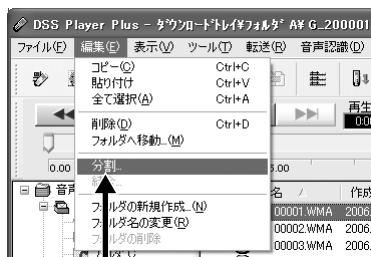 DSS Player Plus - ﾀﾞｳﾝﾛｰﾄﾞﾄﾚｲ¥ﾌｫﾙﾀﾞ A¥ G_200001
ファイル(F) 編集(E) 表示(V) ツール(T) 転送(R) 音声認識(D)
コピー(C) Ctrl+C
貼り付け Ctrl+V
全て選択(A) Ctrl+A
再生
削除(D) Ctrl+D
0:00
フォルダへ移動...(M)
0.00
分割...
5.00
音声
名 / 作成
フォルダの新規作成...(N)
00001.WMA 2006.
フォルダ名の変更(R)
00002.WMA 2006.
フォルダの削除
00003.WMA 2006.